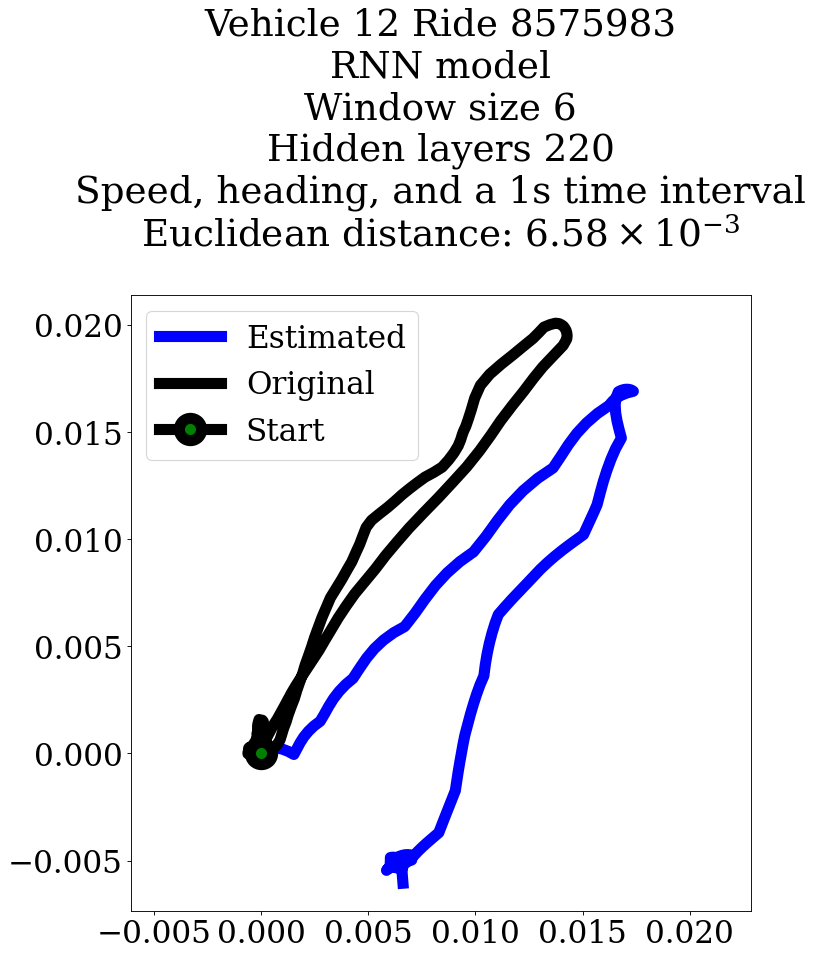 Vehicle 12 Ride 8575983
RNN model
Window size 6
Hidden layers 220
Speed, heading, and a 1s time interval
Euclidean distance: 6.58 × 10⁻³
Estimated
Original
Start
0.020
0.015
0.010
0.005
0.000
−0.005
−0.005 0.000 0.005 0.010 0.015 0.020